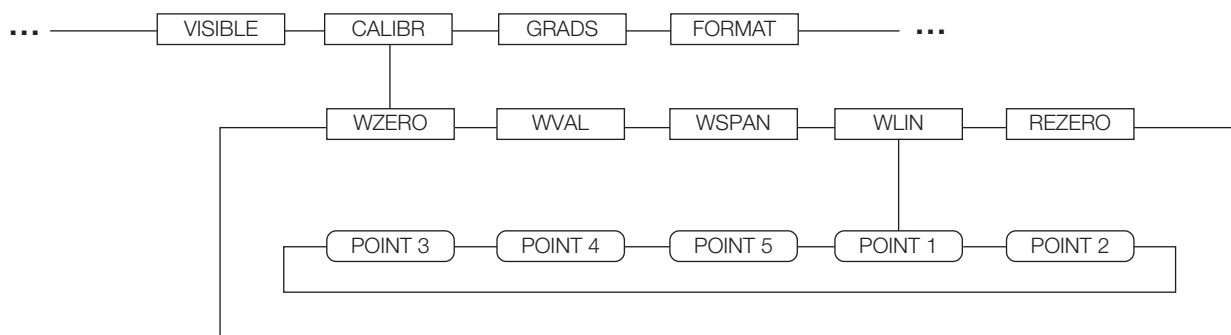 ... VISIBLE CALIBR GRADS FORMAT ...
WZERO WVAL WSPAN WLIN REZERO
POINT 3 POINT 4 POINT 5 POINT 1 POINT 2